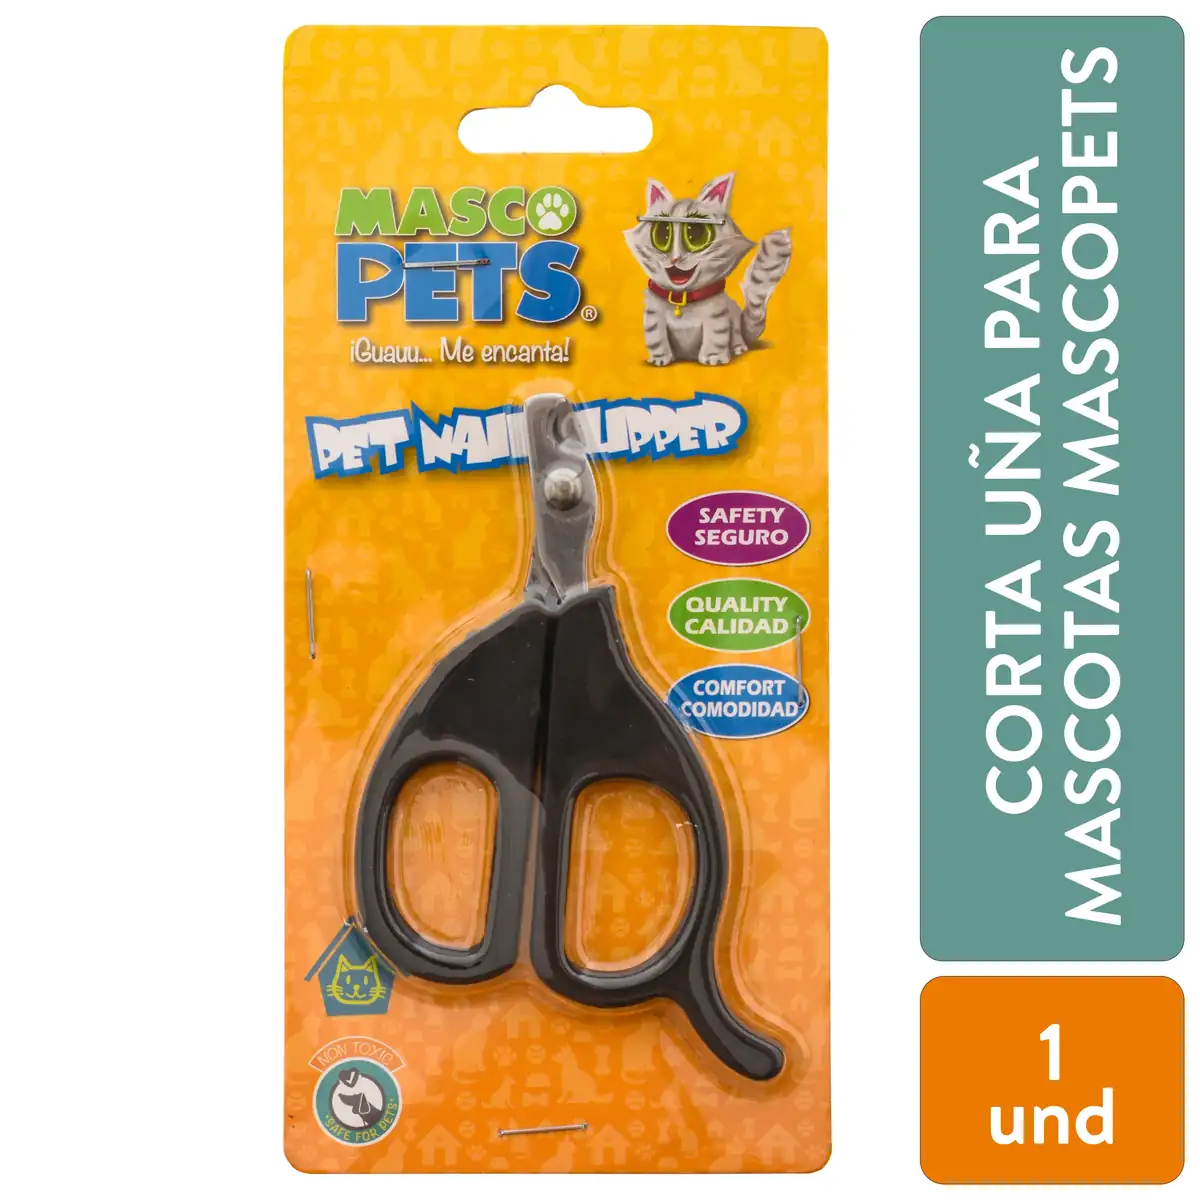 MASCO
PETS®
¡Guauu... Me encanta!
PET NAIL CLIPPER
SAFETY
SEGURO
QUALITY
CALIDAD
COMFORT
COMODIDAD
NON TOXIC
SAFE FOR PETS
CORTA UÑA PARA
MASCOTAS MASCOPETS
1
und